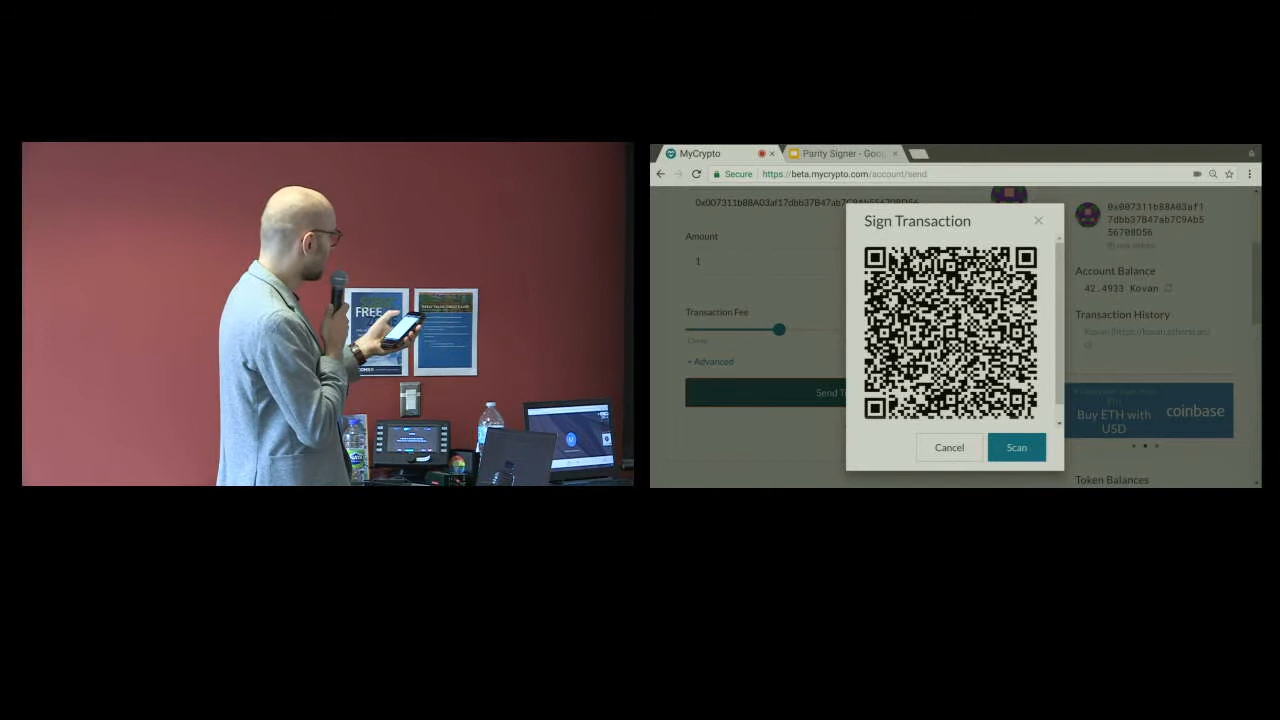 FREE
MyCrypto
Parity Signer - Goo
Secure
https://beta.mycrypto.com/account/send
Sign Transaction
Amount
1
Transaction Fee
+ Advanced
Send T
Cancel
Scan
0x007311b88A03af1
7dbb37B47ab7C9Ab5
56708D56
Account Balance
42.4933 Kovan
Transaction History
Buy ETH with
USD
coinbase
Token Balances